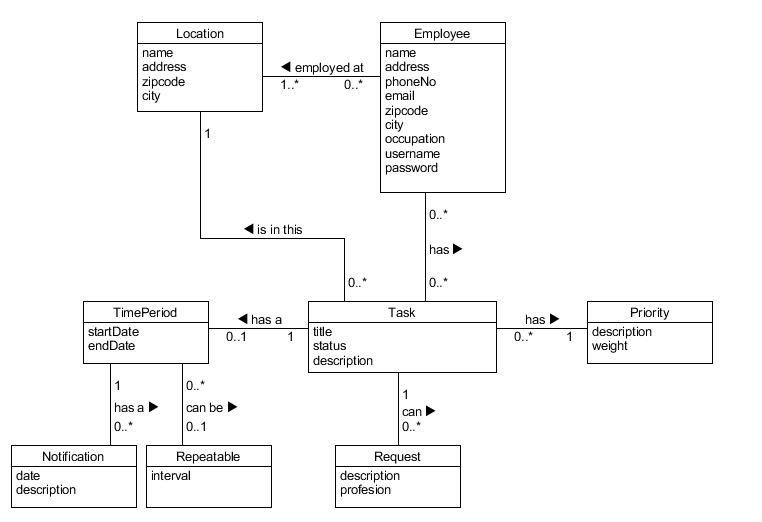 Location
name
address
zipcode
city
◄ employed at
1..*
0..*
Employee
name
address
phoneNo
email
zipcode
city
occupation
username
password
1
◄ is in this
0..*
0..*
has ►
0..*
TimePeriod
startDate
endDate
◄ has a
0..1
1
Task
title
status
description
has ►
0..*
1
Priority
description
weight
1
has a ►
0..*
0..*
can be ►
0..1
1
can ►
0..*
Notification
date
description
Repeatable
interval
Request
description
profesion